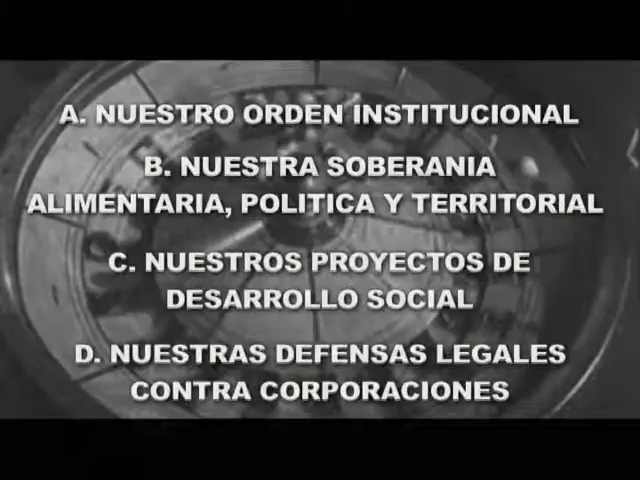 A. NUESTRO ORDEN INSTITUCIONAL
B. NUESTRA SOBERANIA
ALIMENTARIA, POLITICA Y TERRITORIAL
C. NUESTROS PROYECTOS DE
DESARROLLO SOCIAL
D. NUESTRAS DEFENSAS LEGALES
CONTRA CORPORACIONES